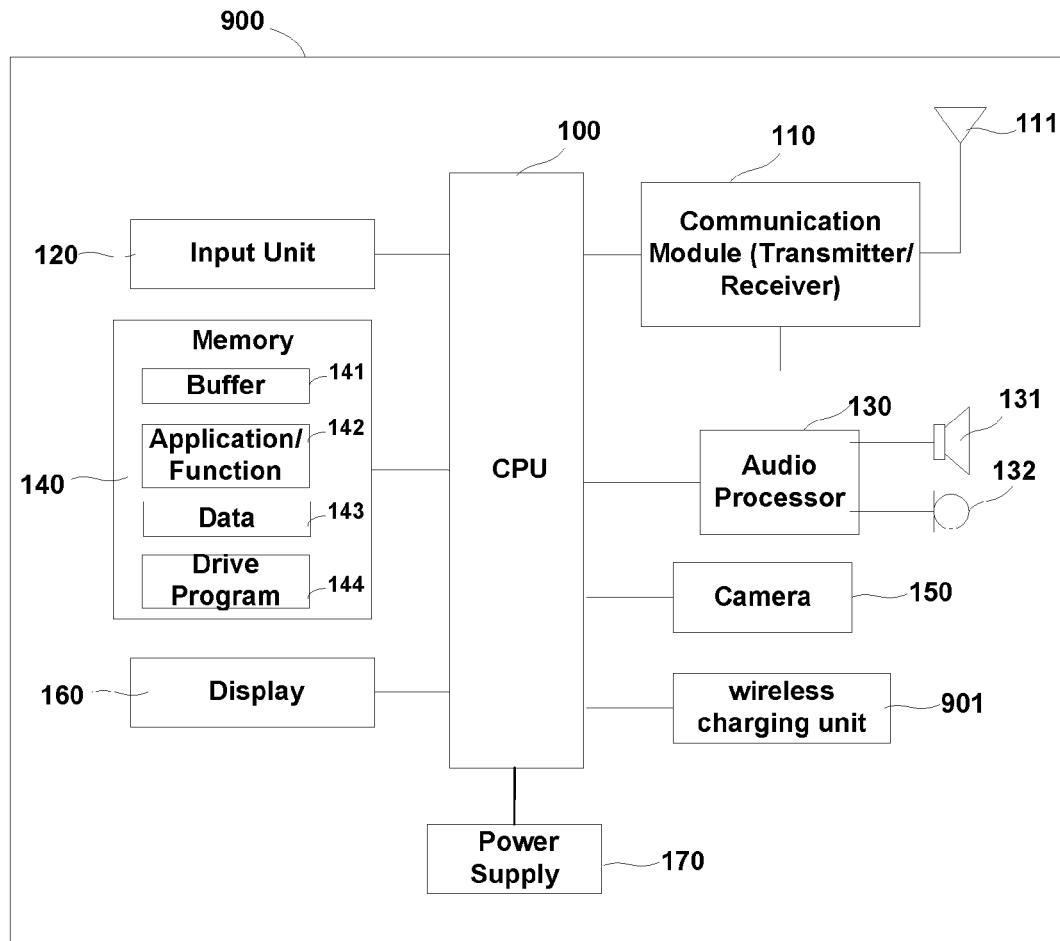 900
100
110
111
120
Input Unit
Communication
Module (Transmitter/
Receiver)
Memory
Buffer
141
Application/
Function
142
140
Data
143
Drive
Program
144
CPU
130
131
Audio
Processor
132
Camera
150
160
Display
wireless
charging unit
901
Power
Supply
170